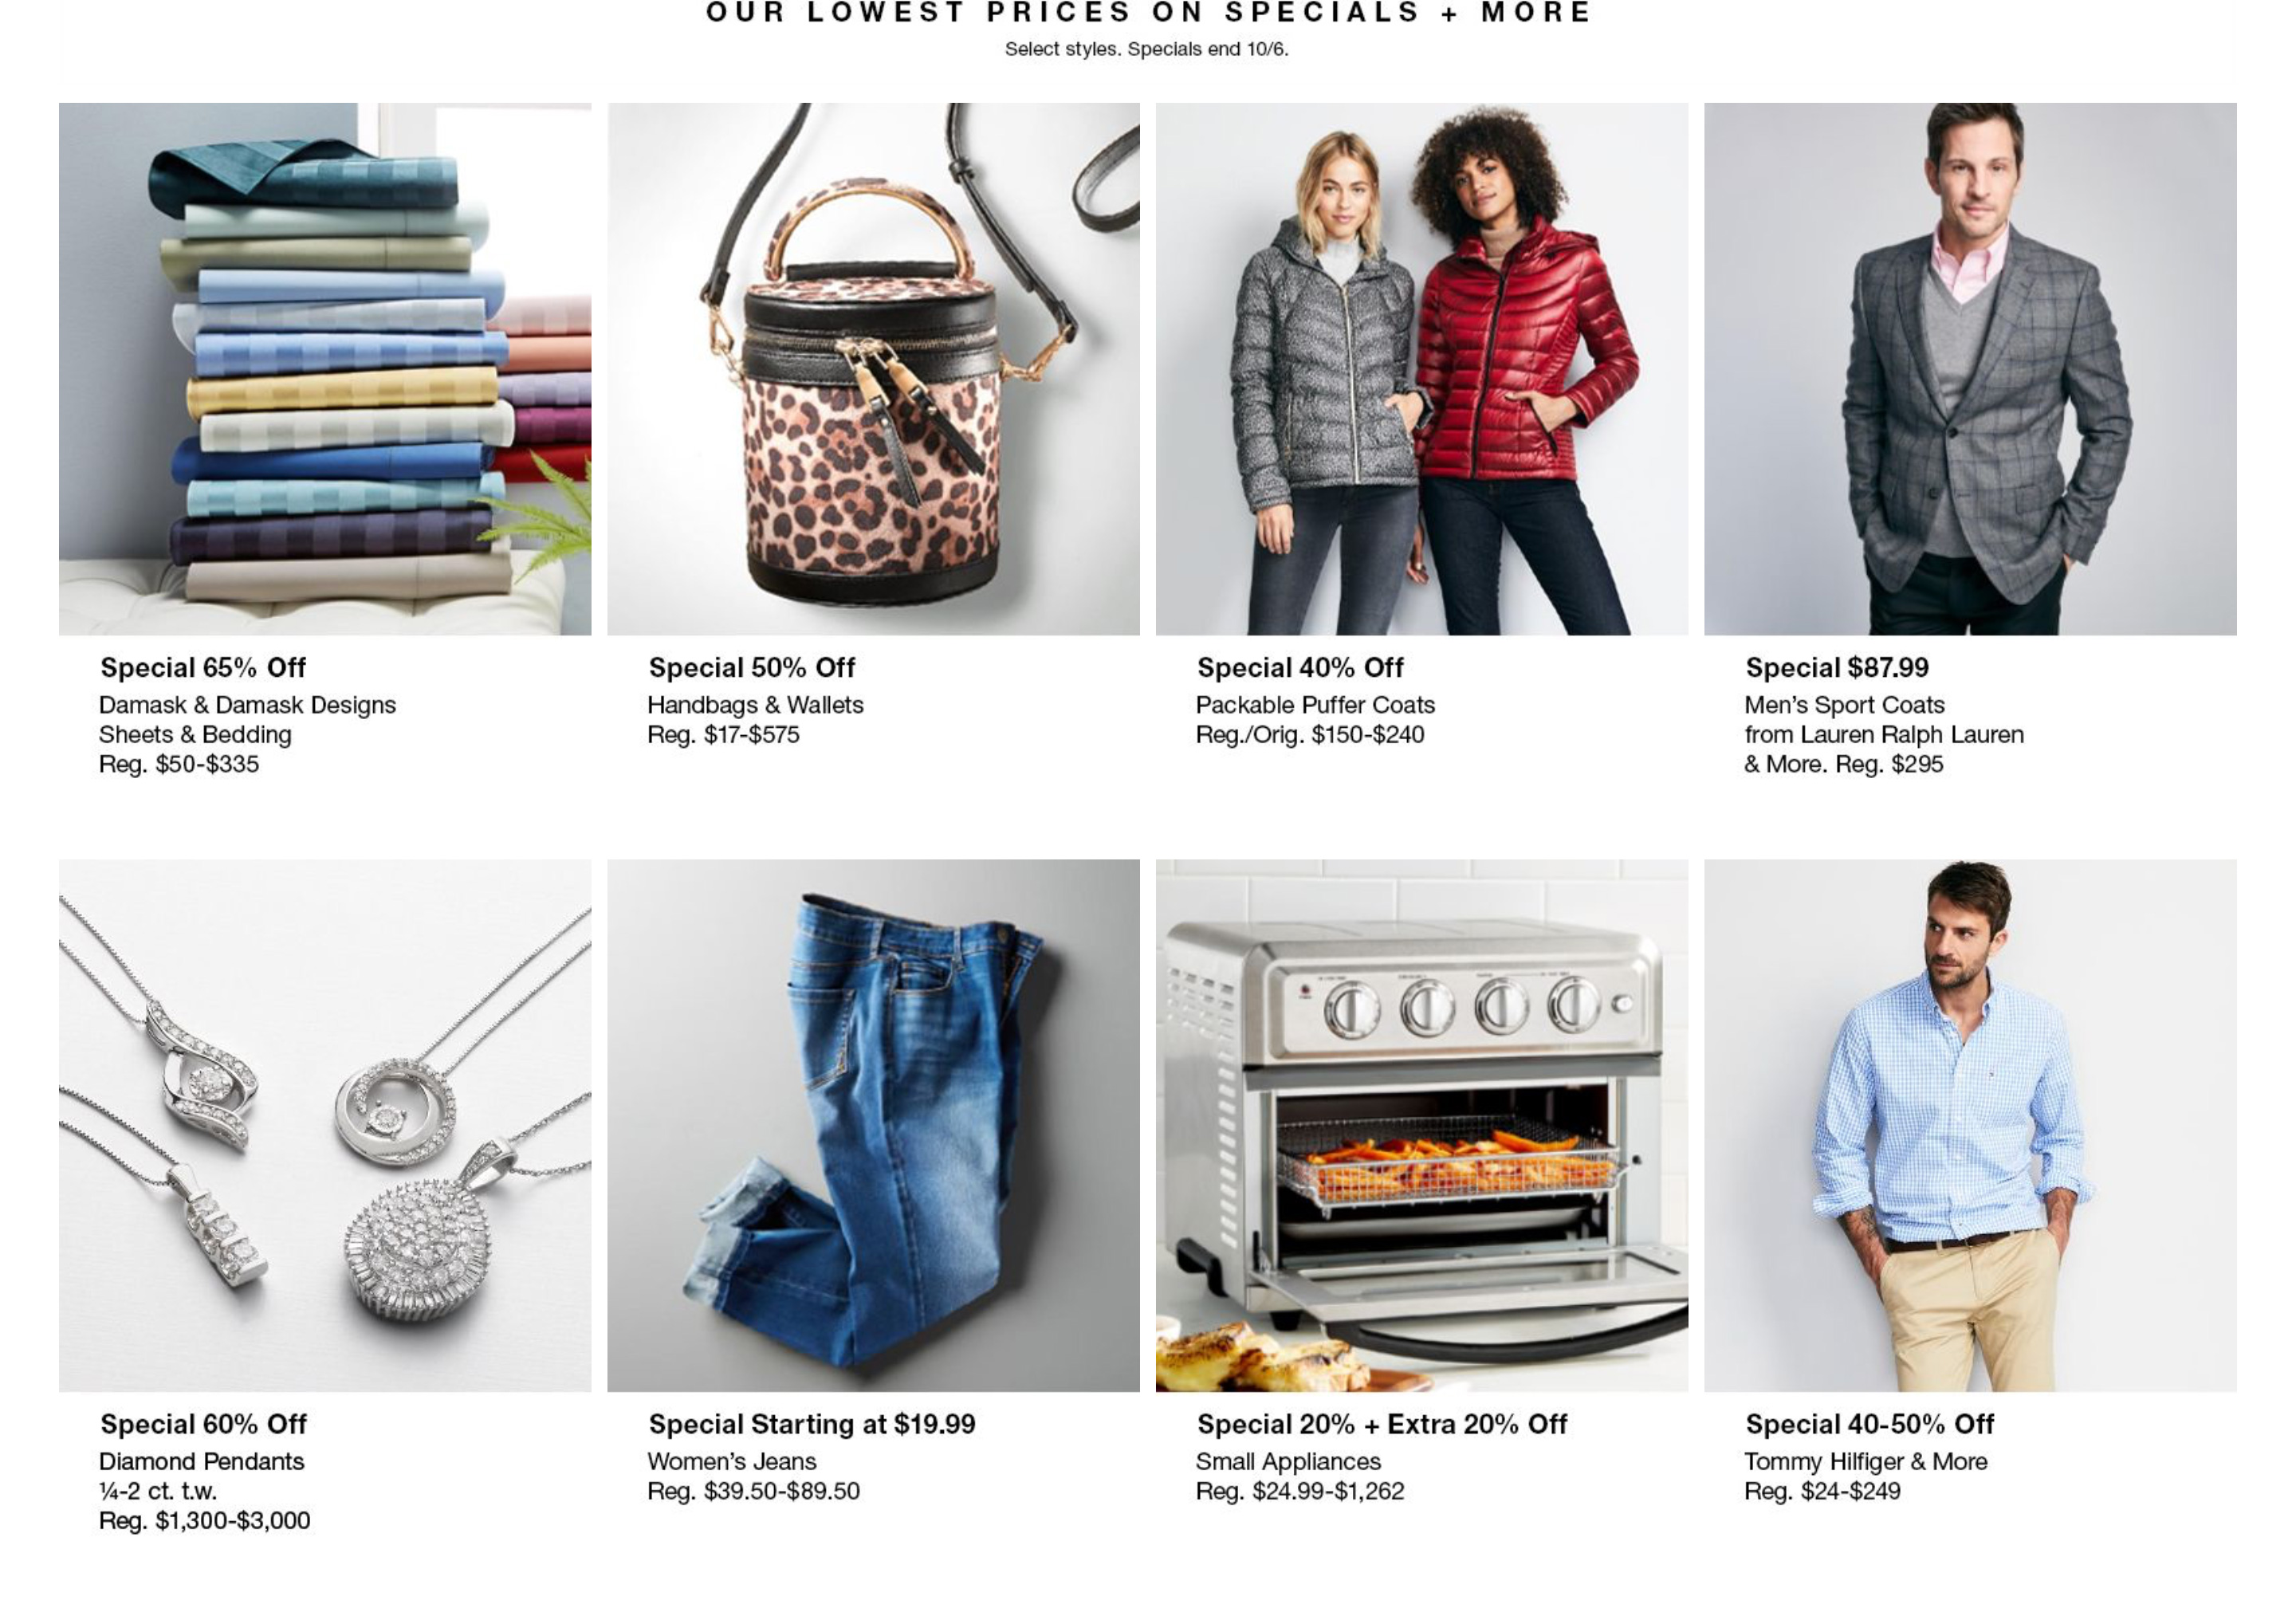 OUR LOWEST PRICES ON SPECIALS + MORE
Select styles. Specials end 10/6.
Special 65% Off
Damask & Damask Designs
Sheets & Bedding
Reg. $50-$335
Special 50% Off
Handbags & Wallets
Reg. $17-$575
Special 40% Off
Packable Puffer Coats
Reg./Orig. $150-$240
Special $87.99
Men’s Sport Coats
from Lauren Ralph Lauren
& More. Reg. $295
Special 60% Off
Diamond Pendants
¼-2 ct. t.w.
Reg. $1,300-$3,000
Special Starting at $19.99
Women’s Jeans
Reg. $39.50-$89.50
Special 20% + Extra 20% Off
Small Appliances
Reg. $24.99-$1,262
Special 40-50% Off
Tommy Hilfiger & More
Reg. $24-$249